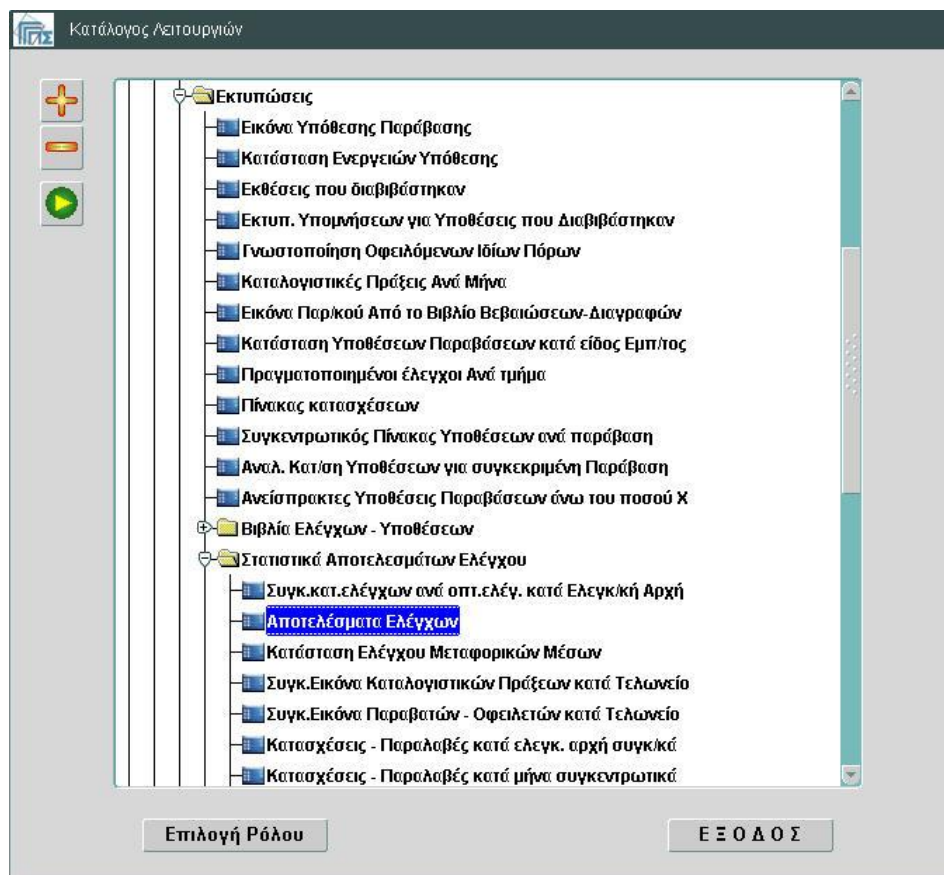 Κατάλογος Λειτουργιών
Εκτυπώσεις
Εικόνα Υπόθεσης Παράβασης
Κατάσταση Ενεργειών Υπόθεσης
Εκθέσεις που διαβιβάστηκαν
Εκτυπ. Υπομνήσεων για Υποθέσεις που Διαβιβάστηκαν
Γνωστοποίηση Οφειλόμενων Ιδίων Πόρων
Καταλογιστικές Πράξεις Ανά Μήνα
Εικόνα Παρ/κού Από το Βιβλίο Βεβαιώσεων-Διαγραφών
Κατάσταση Υποθέσεων Παραβάσεων κατά είδος Εμπ/τος
Πραγματοποιημένοι έλεγχοι Ανά τμήμα
Πίνακας κατασχέσεων
Συγκεντρωτικός Πίνακας Υποθέσεων ανά παράβαση
Αναλ. Κατ/ση Υποθέσεων για συγκεκριμένη Παράβαση
Ανείσπρακτες Υποθέσεις Παραβάσεων άνω του ποσού Χ
Βιβλία Ελέγχων - Υποθέσεων
Στατιστικά Αποτελεσμάτων Ελέγχου
Συγκ.κατ.ελέγχων ανά οπτ.ελέγ. κατά Ελεγκ/κή Αρχή
Αποτελέσματα Ελέγχων
Κατάσταση Ελέγχου Μεταφορικών Μέσων
Συγκ.Εικόνα Καταλογιστικών Πράξεων κατά Τελωνείο
Συγκ.Εικόνα Παραβατών - Οφειλετών κατά Τελωνείο
Κατασχέσεις - Παραλαβές κατά ελεγκ. αρχή συγκ/κά
Κατασχέσεις - Παραλαβές κατά μήνα συγκεντρωτικά
Επιλογή Ρόλου
Ε Ξ Ο Δ Ο Σ